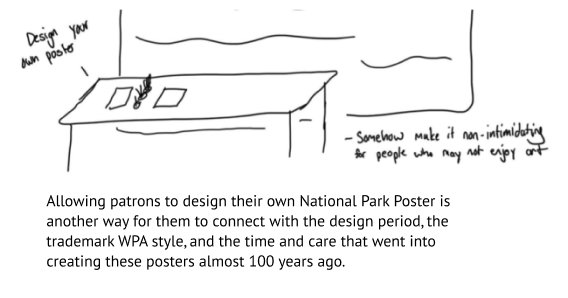 Design your
own poster
- Somehow make it non-intimidating
for people who may not enjoy art
Allowing patrons to design their own National Park Poster is
another way for them to connect with the design period, the
trademark WPA style, and the time and care that went into
creating these posters almost 100 years ago.